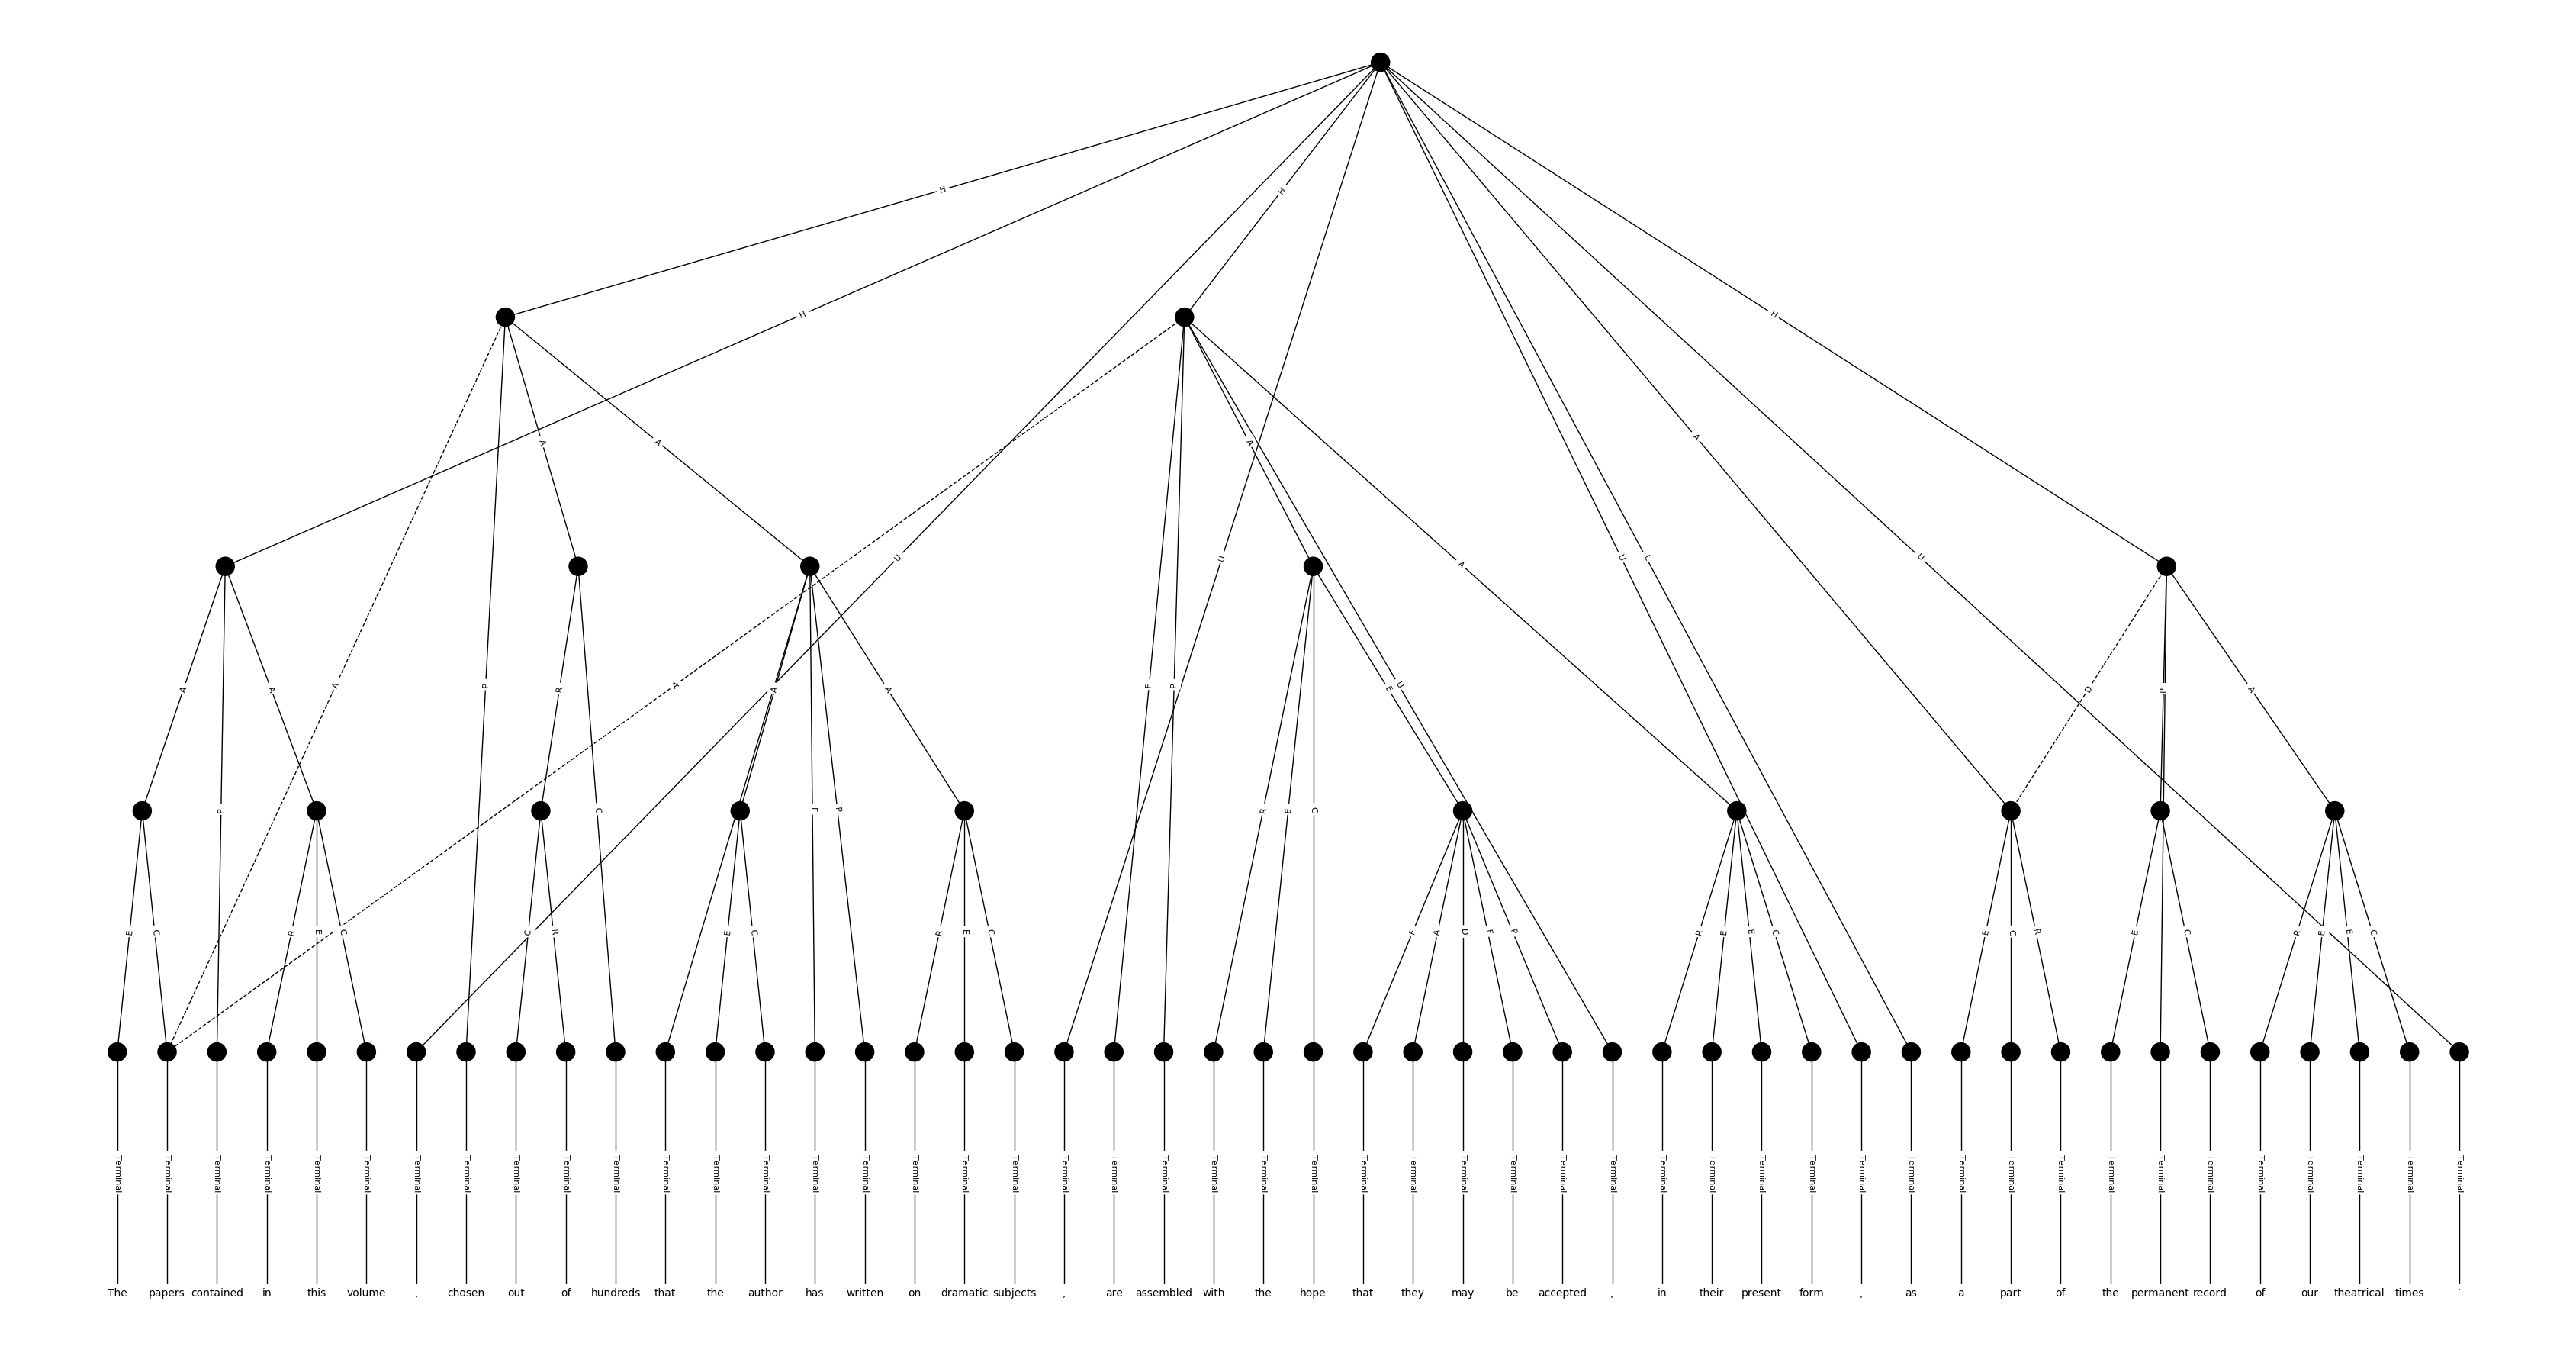 H
H H
H
A A A
U U U L U
A
A A A F P E U D P A
A P R A A
P R C F P R E C
E C R E C C R E C R E C F A D F P R E E C E C R E C R E E C
Terminal Terminal Terminal Terminal Terminal Terminal Terminal Terminal Terminal Terminal Terminal Terminal Terminal Terminal Terminal Terminal Terminal Terminal Terminal Terminal Terminal Terminal Terminal Terminal Terminal Terminal Terminal Terminal Terminal Terminal Terminal Terminal Terminal Terminal Terminal Terminal Terminal Terminal Terminal Terminal Terminal Terminal Terminal Terminal Terminal Terminal Terminal Terminal
The papers contained in this volume , chosen out of hundreds that the author has written on dramatic subjects , are assembled with the hope that they may be accepted , in their present form , as a part of the permanent record of our theatrical times .